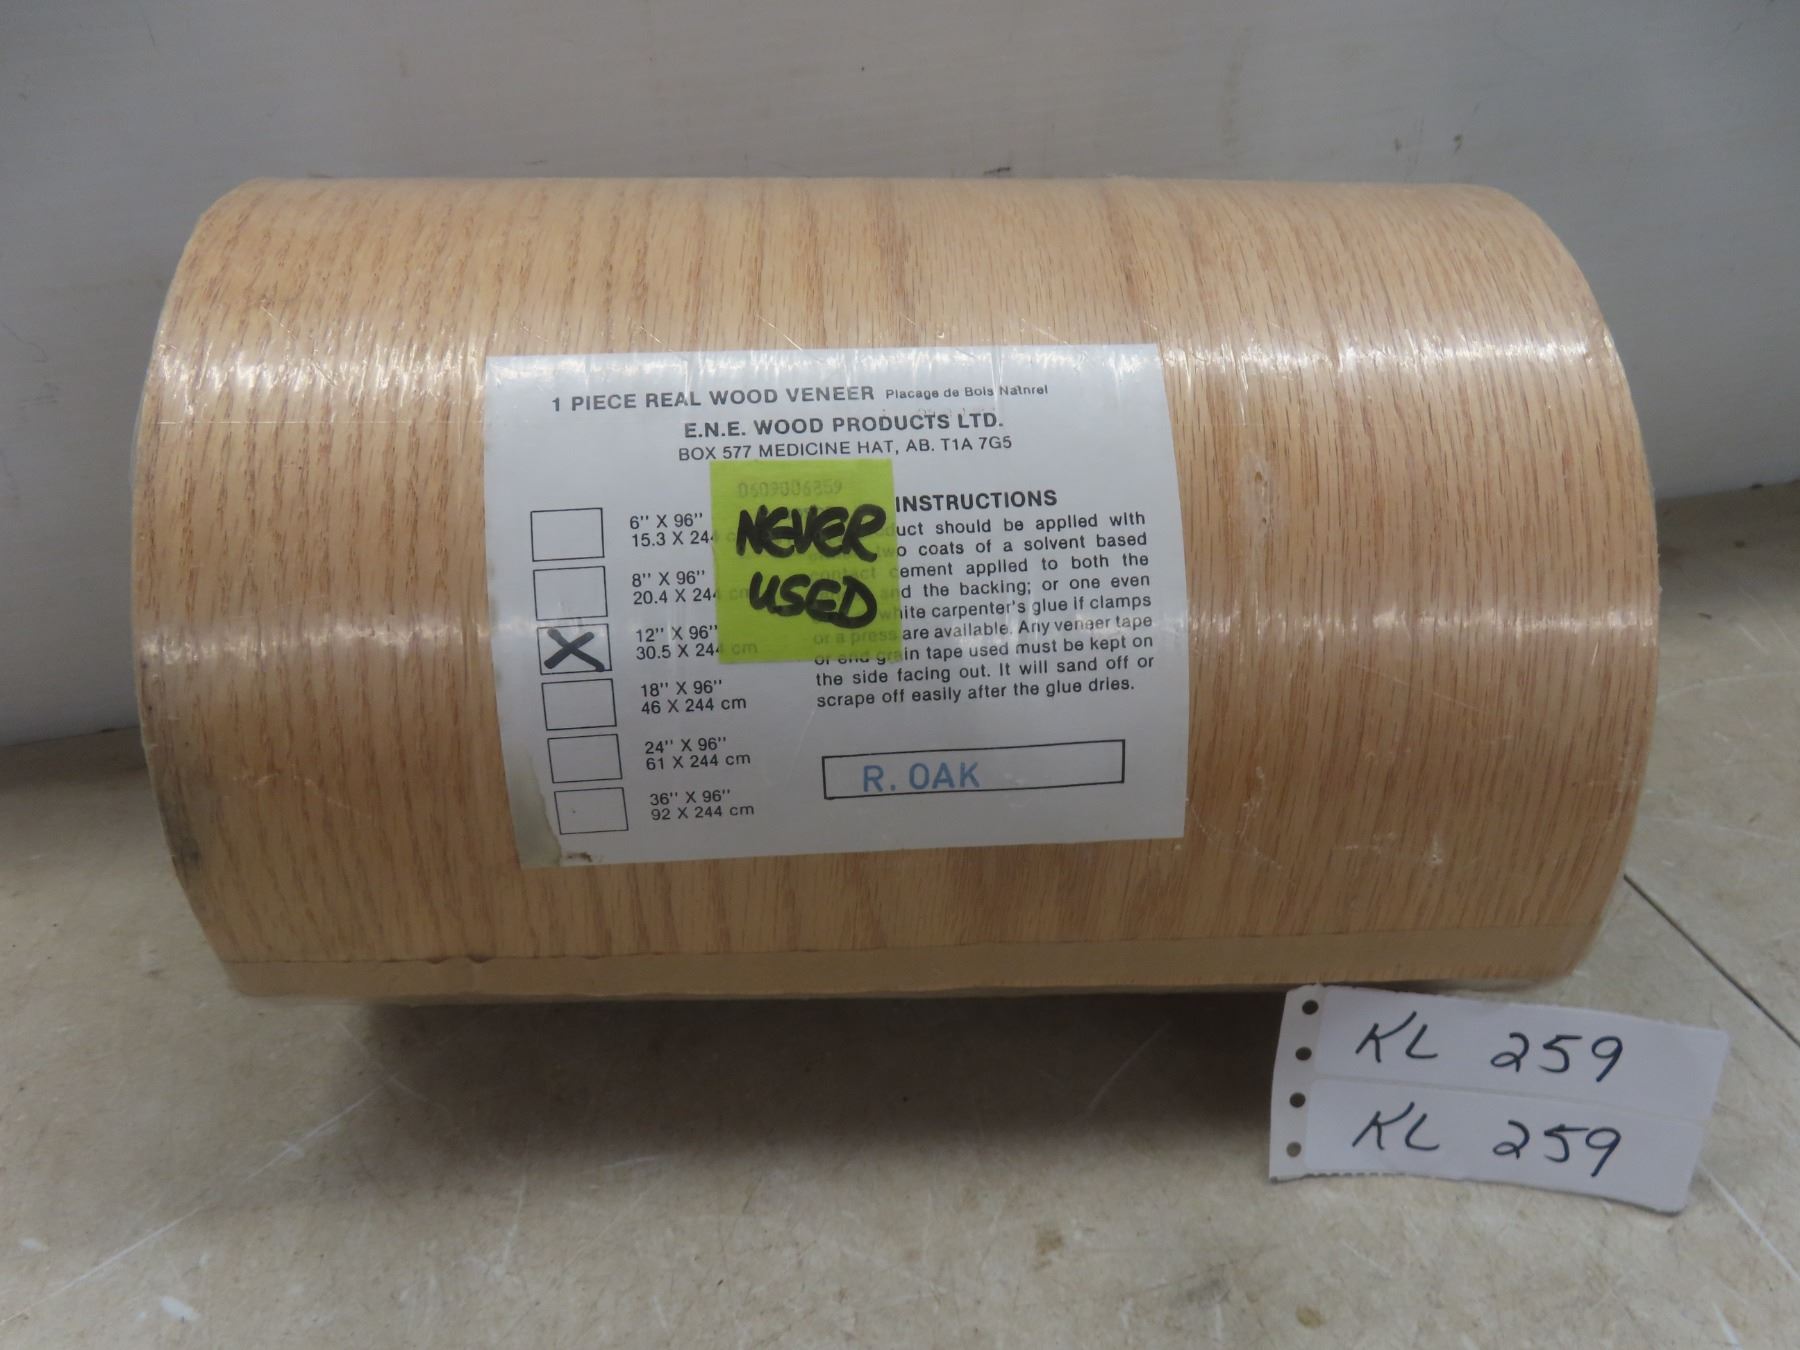 1 PIECE REAL WOOD VENEER Placage de Bois Natnrel
E.N.E. WOOD PRODUCTS LTD.
BOX 577 MEDICINE HAT, AB. T1A 7G5
6" X 96"
15.3 X 244 cm
8" X 96"
20.4 X 244 cm
X 12" X 96"
30.5 X 244 cm
18" X 96"
46 X 244 cm
24" X 96"
61 X 244 cm
36" X 96"
92 X 244 cm
0609006859
NEVER
USED
INSTRUCTIONS
duct should be applied with
two coats of a solvent based
contact cement applied to both the
and the backing; or one even
white carpenter's glue if clamps
or a press are available. Any veneer tape
or end grain tape used must be kept on
the side facing out. It will sand off or
scrape off easily after the glue dries.
R. OAK
KL 259
KL 259